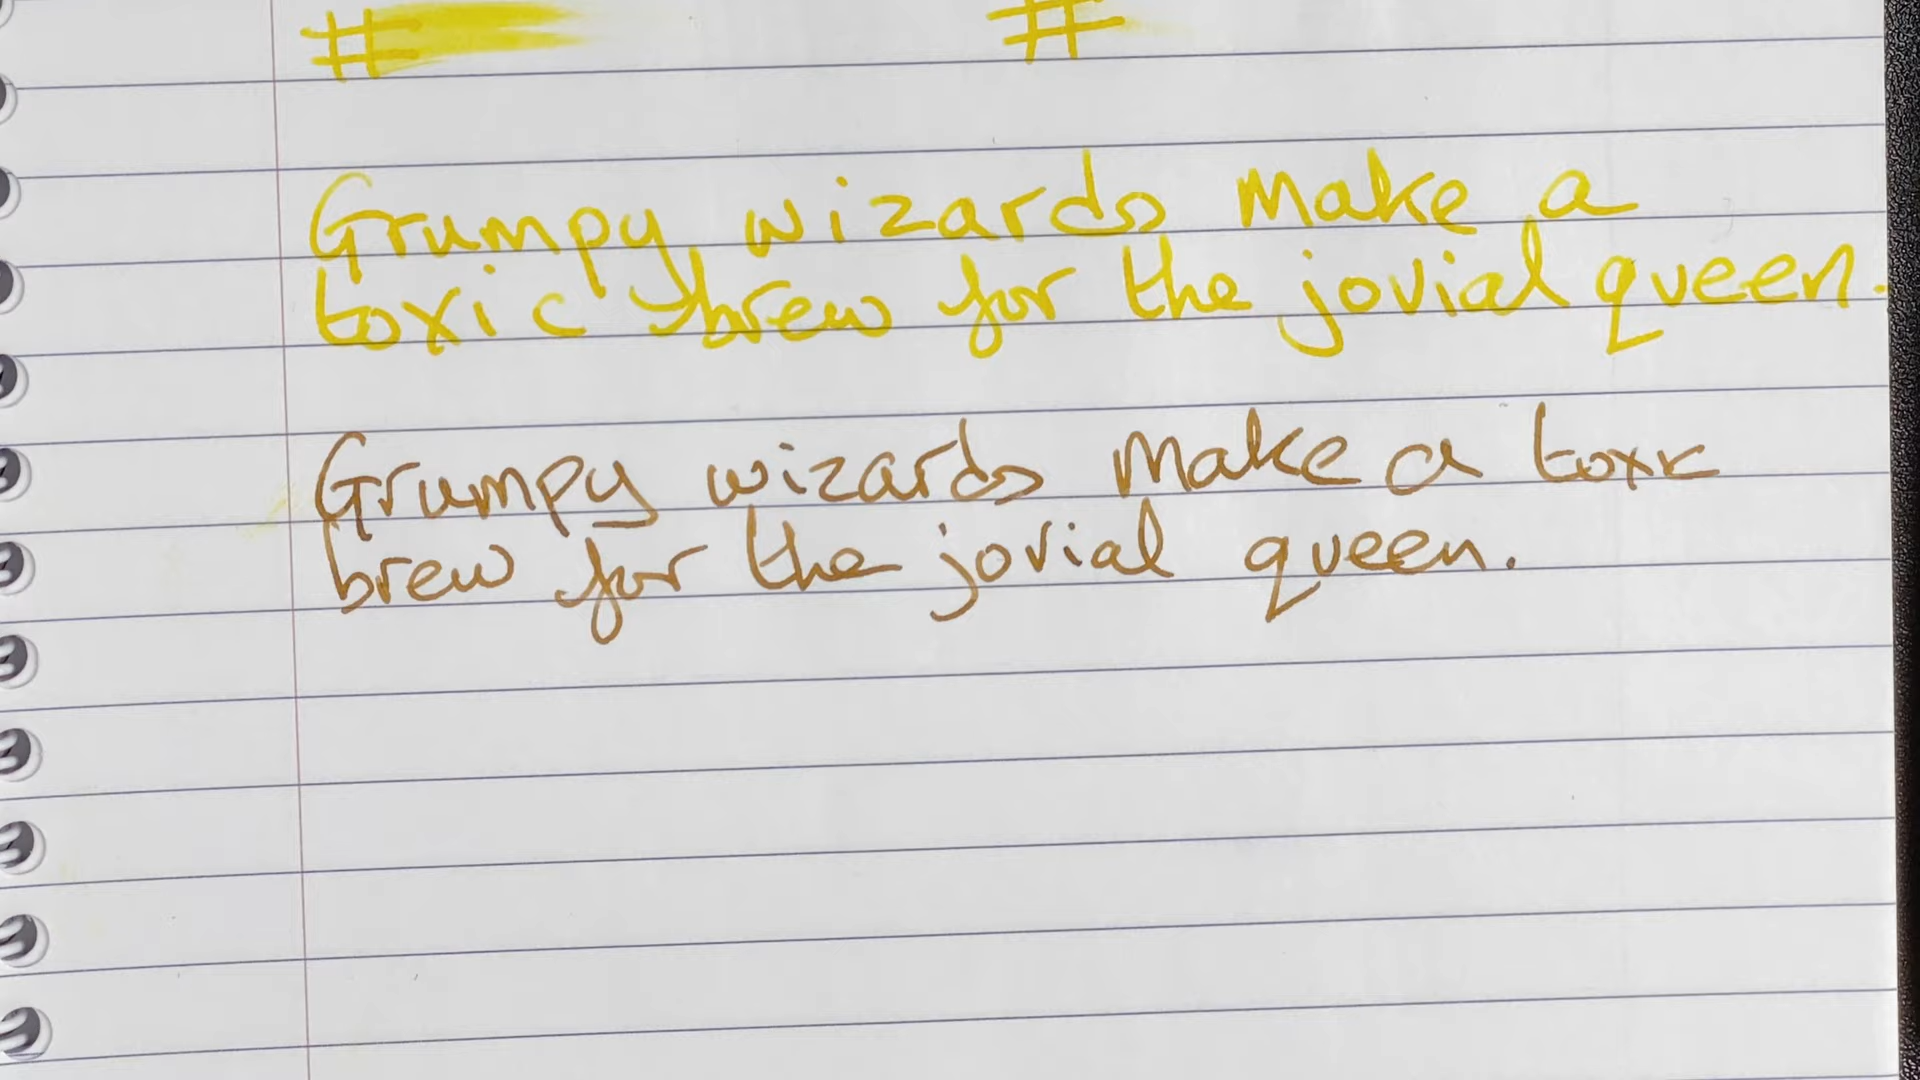 # #
Grumpy wizards make a
toxic brew for the jovial queen.
Grumpy wizards make a toxic
brew for the jovial queen.